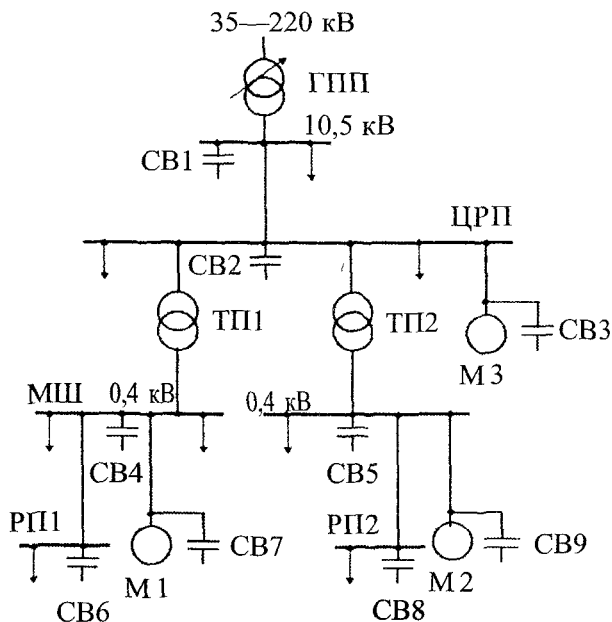 35—220 кВ
ГПП
10,5 кВ
СВ1
ЦРП
СВ2
ТП1
ТП2
СВ3
М3
МШ
0,4 кВ
0,4 кВ
СВ4
СВ5
РП1
СВ7
РП2
СВ9
М1
М2
СВ6
СВ8